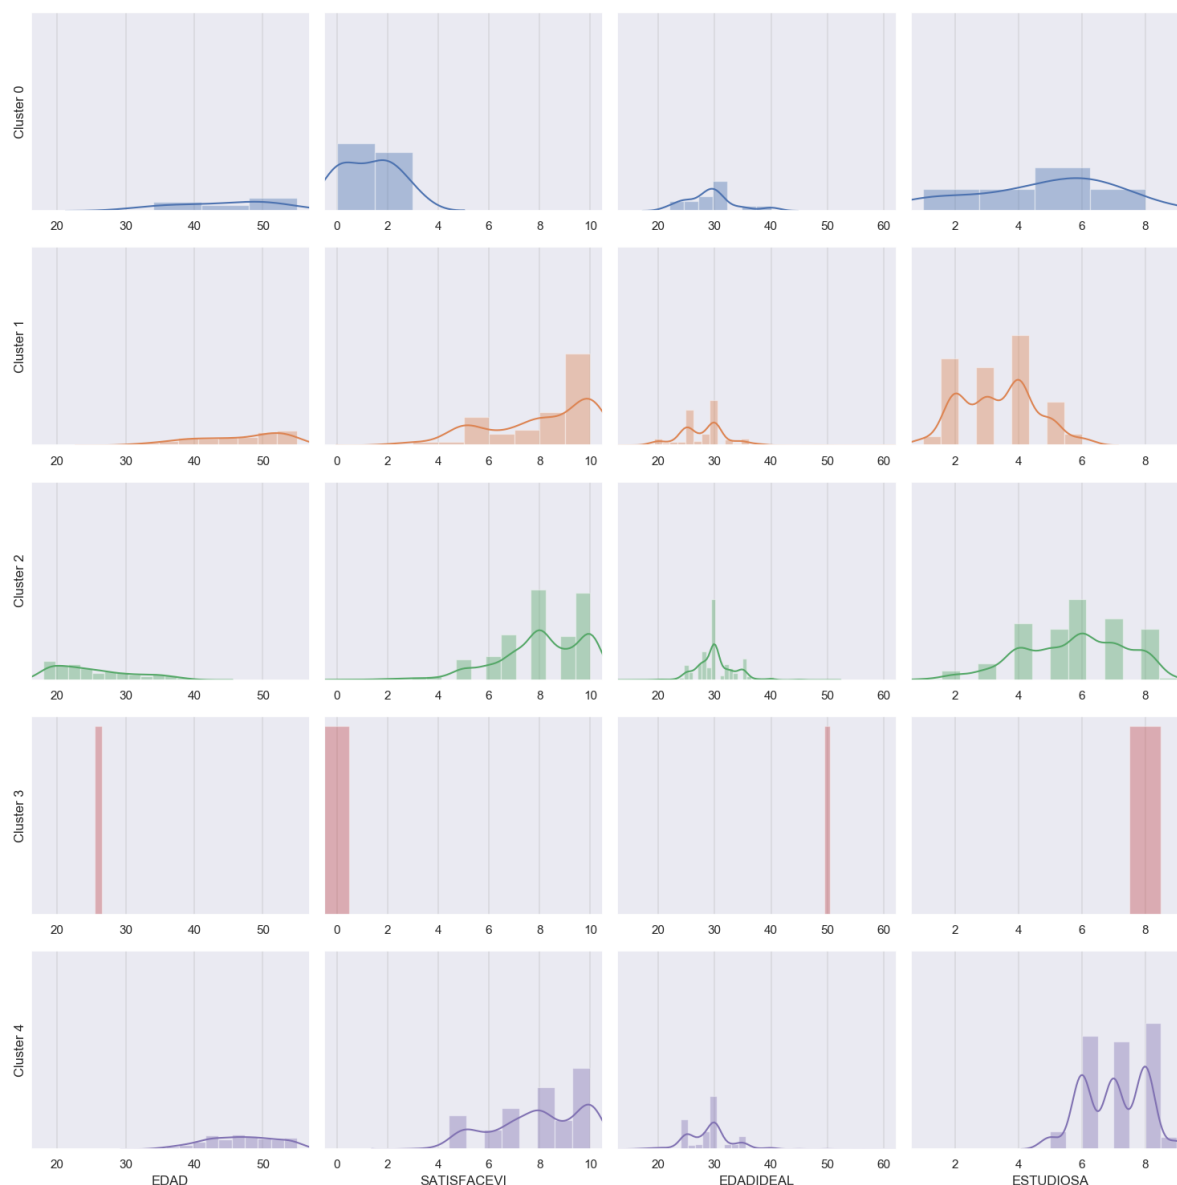 Cluster 0
20 30 40 50 0 2 4 6 8 10 20 30 40 50 60 2 4 6 8
Cluster 1
20 30 40 50 0 2 4 6 8 10 20 30 40 50 60 2 4 6 8
Cluster 2
20 30 40 50 0 2 4 6 8 10 20 30 40 50 60 2 4 6 8
Cluster 3
20 30 40 50 0 2 4 6 8 10 20 30 40 50 60 2 4 6 8
Cluster 4
20 30 40 50 0 2 4 6 8 10 20 30 40 50 60 2 4 6 8
EDAD SATISFACEVI EDADIDEAL ESTUDIOSA